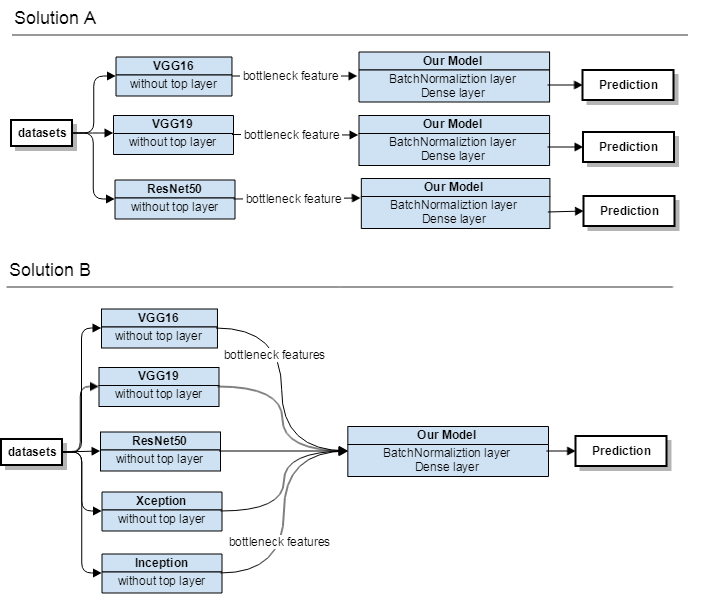 Solution A
VGG16
without top layer
bottleneck feature
Our Model
BatchNormaliztion layer
Dense layer
Prediction
datasets
VGG19
without top layer
bottleneck feature
Our Model
BatchNormaliztion layer
Dense layer
Prediction
ResNet50
without top layer
bottleneck feature
Our Model
BatchNormaliztion layer
Dense layer
Prediction
Solution B
VGG16
without top layer
bottleneck features
VGG19
without top layer
datasets
ResNet50
without top layer
Our Model
BatchNormaliztion layer
Dense layer
Prediction
Xception
without top layer
bottleneck features
Inception
without top layer